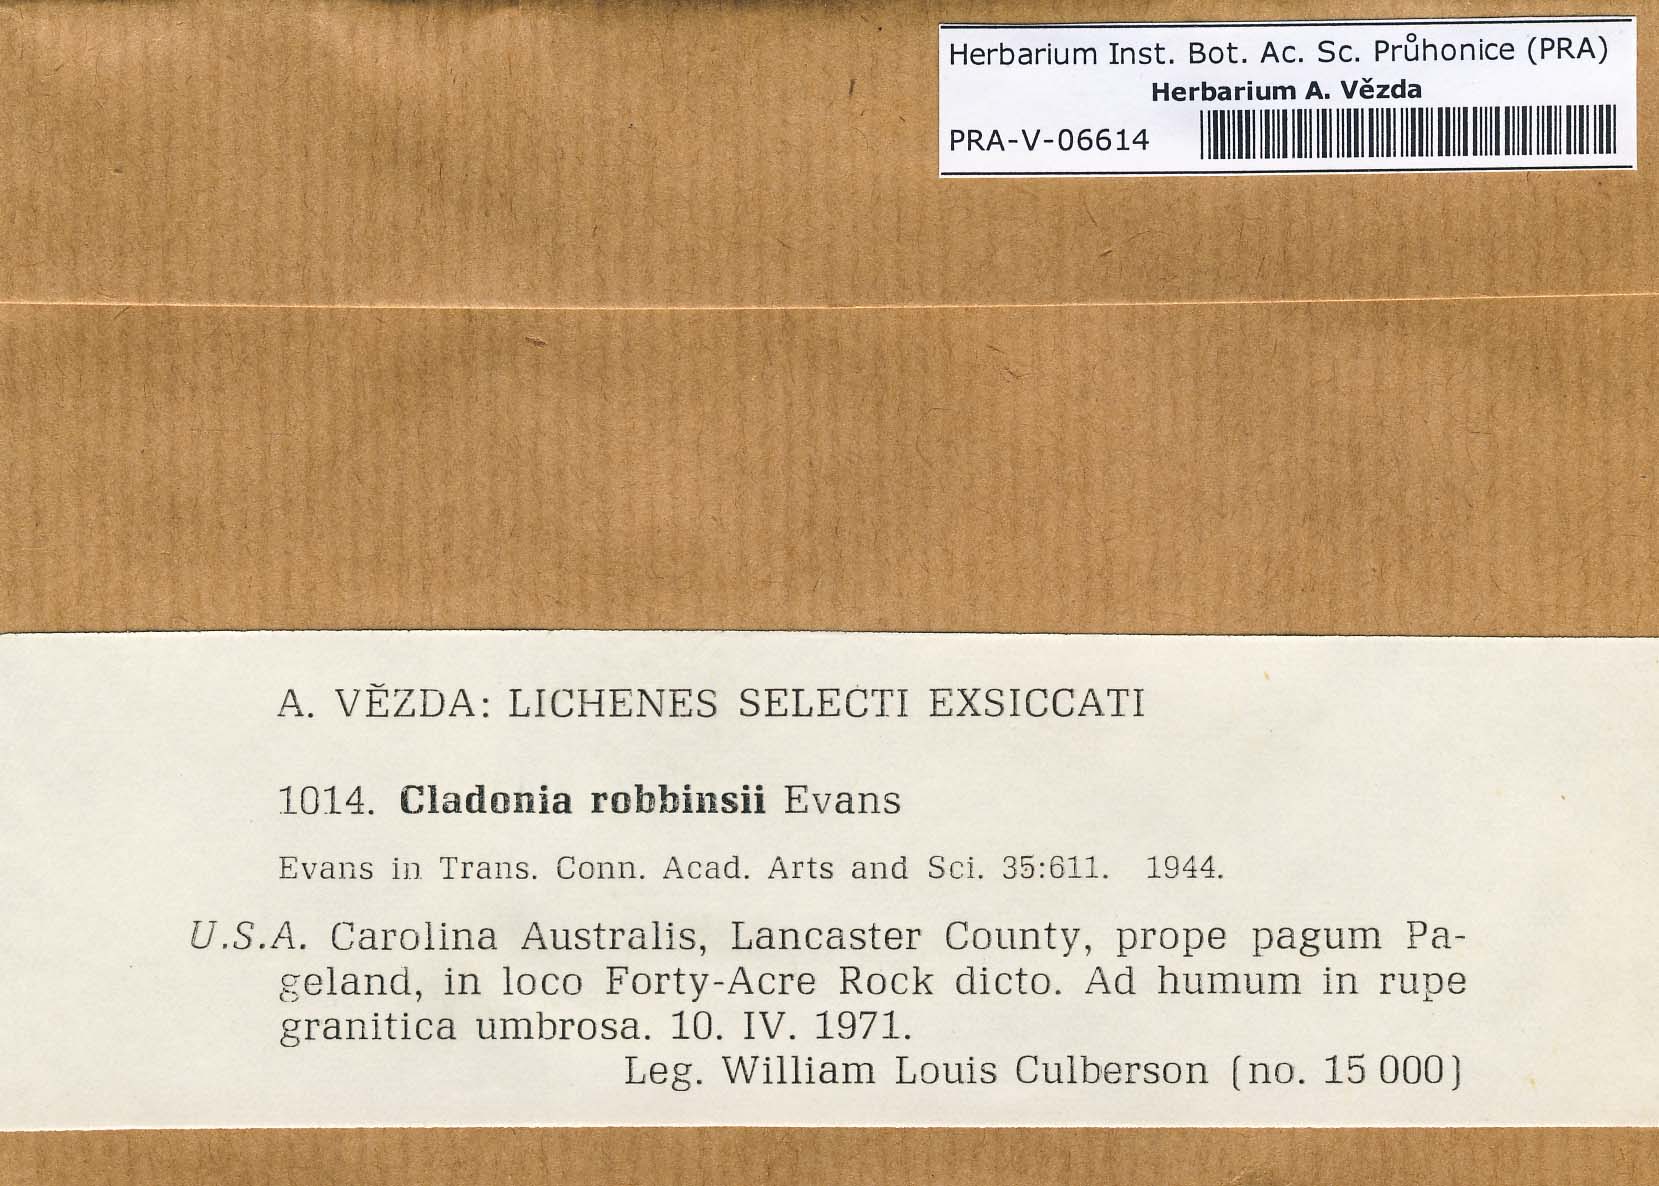 Herbarium Inst. Bot. Ac. Sc. Průhonice (PRA)
Herbarium A. Vězda
PRA-V-06614
A. VĚZDA: LICHENES SELECTI EXSICCATI
1014. Cladonia robbinsii Evans
Evans in Trans. Conn. Acad. Arts and Sci. 35:611. 1944.
U.S.A. Carolina Australis, Lancaster County, prope pagum Pa-
geland, in loco Forty-Acre Rock dicto. Ad humum in rupe
granitica umbrosa. 10. IV. 1971.
Leg. William Louis Culberson (no. 15 000)